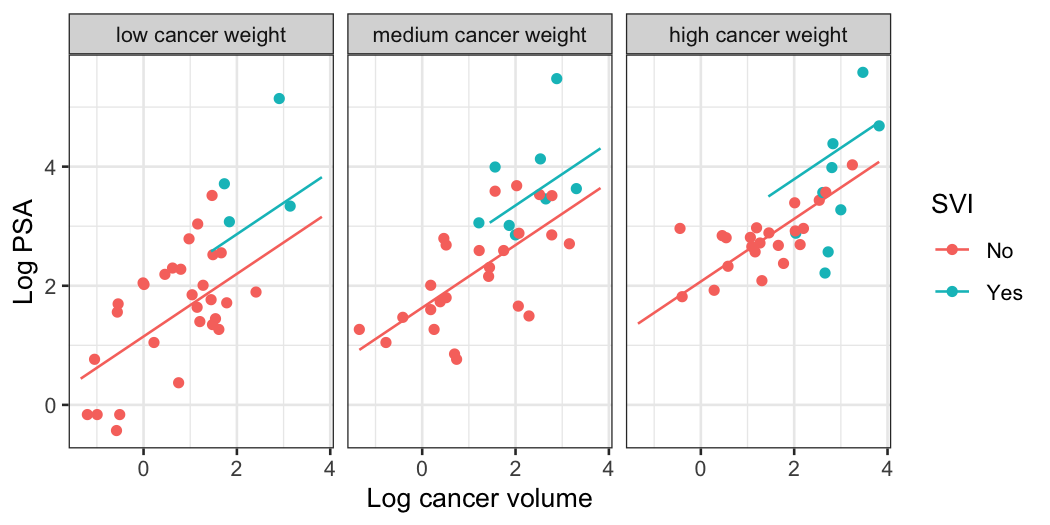 low cancer weight
medium cancer weight
high cancer weight
Log PSA
4
2
0
0 2 4
0 2 4
0 2 4
Log cancer volume
SVI
No
Yes